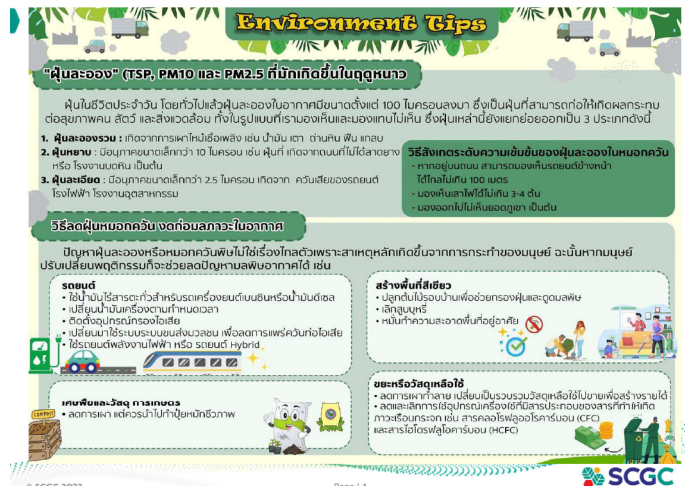 Environment Tips
"ฝุ่นละออง" (TSP, PM10 และ PM2.5 ที่มักเกิดขึ้นในฤดูหนาว
ฝุ่นในชีวิตประจำวัน โดยทั่วไปแล้วฝุ่นละอองในอากาศมีขนาดตั้งแต่ 100 ไมครอนลงมา ซึ่งเป็นฝุ่นที่สามารถก่อให้เกิดผลกระทบ
ต่อสุขภาพคน สัตว์ และสิ่งแวดล้อม ทั้งในรูปแบบที่เรามองเห็นและมองแทบไม่เห็น ซึ่งฝุ่นเหล่านี้ยังแยกย่อยออกเป็น 3 ประเภทดังนี้
1. ฝุ่นละอองรวม : เกิดจากการเผาไหม้เชื้อเพลิง เช่น น้ำมัน เตา ถ่านหิน ฟืน แกลบ
2. ฝุ่นหยาบ : มีอนุภาคขนาดเล็กกว่า 10 ไมครอน เช่น ฝุ่นที่ เกิดจากถนนที่ไม่ได้ลาดยาง
หรือ โรงงานบดหิน เป็นต้น
3. ฝุ่นละเอียด : มีอนุภาคขนาดเล็กกว่า 2.5 ไมครอน เกิดจาก ควันเสียของรถยนต์
โรงไฟฟ้า โรงงานอุตสาหกรรม
วิธีสังเกตระดับความเข้มข้นของฝุ่นละอองในหมอกควัน
- หากอยู่บนถนน สามารถมองเห็นรถยนต์ข้างหน้า
ได้ไกลไม่เกิน 100 เมตร
- มองเห็นเสาไฟได้ไม่เกิน 3-4 ต้น
- มองออกไปไม่เห็นยอดภูเขา เป็นต้น
วิธีลดฝุ่นหมอกควัน งดก่อมลภาวะในอากาศ
ปัญหาฝุ่นละอองหรือหมอกควันพิษไม่ใช่เรื่องไกลตัวเพราะสาเหตุหลักเกิดขึ้นจากการกระทำของมนุษย์ ฉะนั้นหากมนุษย์
ปรับเปลี่ยนพฤติกรรมก็จะช่วยลดปัญหามลพิษอากาศได้ เช่น
รถยนต์
• ใช้น้ำมันไร้สารตะกั่วสำหรับรถเครื่องยนต์เบนซินหรือน้ำมันดีเซล
• เปลี่ยนน้ำมันเครื่องตามกำหนดเวลา
• ติดตั้งอุปกรณ์กรองไอเสีย
• เปลี่ยนมาใช้ระบบระบบขนส่งมวลชน เพื่อลดการแพร่ควันท่อไอเสีย
• ใช้รถยนต์พลังงานไฟฟ้า หรือ รถยนต์ Hybrid
สร้างพื้นที่สีเขียว
• ปลูกต้นไม้รอบบ้านเพื่อช่วยกรองฝุ่นและดูดมลพิษ
• เลิกสูบบุหรี่
• หมั่นทำความสะอาดพื้นที่อยู่อาศัย
เศษพืชและวัสดุ การเกษตร
• ลดการเผา แต่ควรนำไปทำปุ๋ยหมักชีวภาพ
COMPOST
ขยะหรือวัสดุเหลือใช้
• ลดการเผาทำลาย เปลี่ยนเป็นรวบรวมวัสดุเหลือใช้ไปขายเพื่อสร้างรายได้
• ลดและเลิกการใช้อุปกรณ์เครื่องใช้ที่มีสารประกอบของสารที่ทำให้เกิด
ภาวะเรือนกระจก เช่น สารคลอโรฟลูออโรคาร์บอน (CFC)
และสารไฮโดรฟลูโอคาร์บอน (HCFC)
SCGC